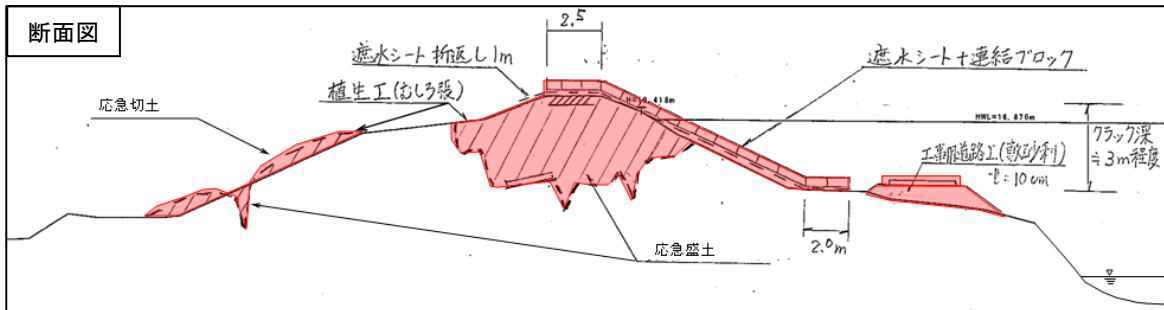 断面図
2.5
遮水シート折返し1m
遮水シート+連結ブロック
植生工(むしろ張)
応急切土
HWL=16.876m
クラック深
≒3m程度
工事用道路工(敷砂利)
t=10cm
応急盛土
2.0m